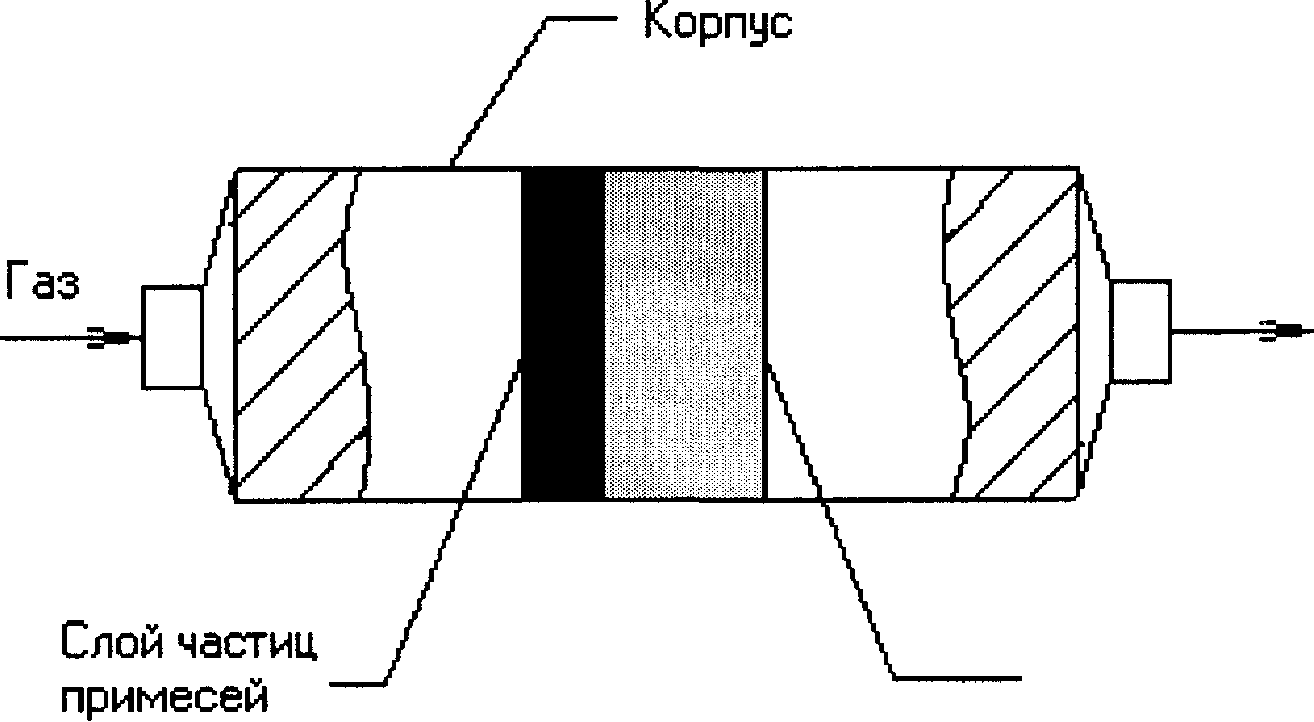 Корпус
Газ
Слой частиц
примесей